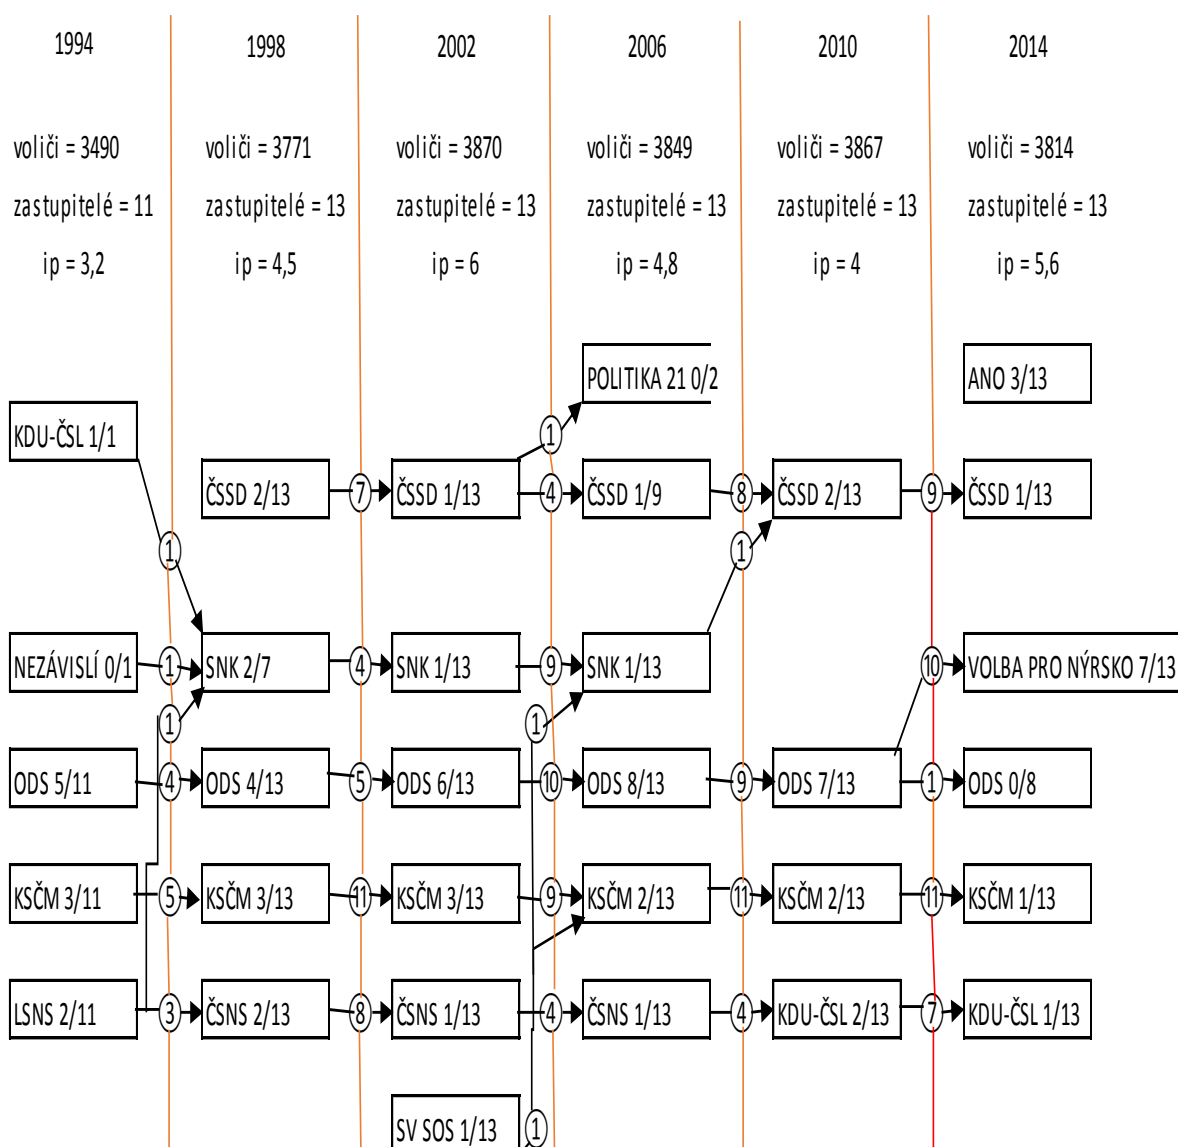 1994 1998 2002 2006 2010 2014
voliči = 3490 voliči = 3771 voliči = 3870 voliči = 3849 voliči = 3867 voliči = 3814
zastupitelé = 11 zastupitelé = 13 zastupitelé = 13 zastupitelé = 13 zastupitelé = 13 zastupitelé = 13
ip = 3,2 ip = 4,5 ip = 6 ip = 4,8 ip = 4 ip = 5,6
POLITIKA 21 0/2 ANO 3/13
KDU-ČSL 1/1 1
ČSSD 2/13 7 ČSSD 1/13 4 ČSSD 1/9 8 ČSSD 2/13 9 ČSSD 1/13
1 1
NEZÁVISLÍ 0/1 1 SNK 2/7 4 SNK 1/13 9 SNK 1/13 10 VOLBA PRO NÝRSKO 7/13
1 1
ODS 5/11 4 ODS 4/13 5 ODS 6/13 10 ODS 8/13 9 ODS 7/13 1 ODS 0/8
KSČM 3/11 5 KSČM 3/13 11 KSČM 3/13 9 KSČM 2/13 11 KSČM 2/13 11 KSČM 1/13
LSNS 2/11 3 ČSNS 2/13 8 ČSNS 1/13 4 ČSNS 1/13 4 KDU-ČSL 2/13 7 KDU-ČSL 1/13
SV SOS 1/13 1